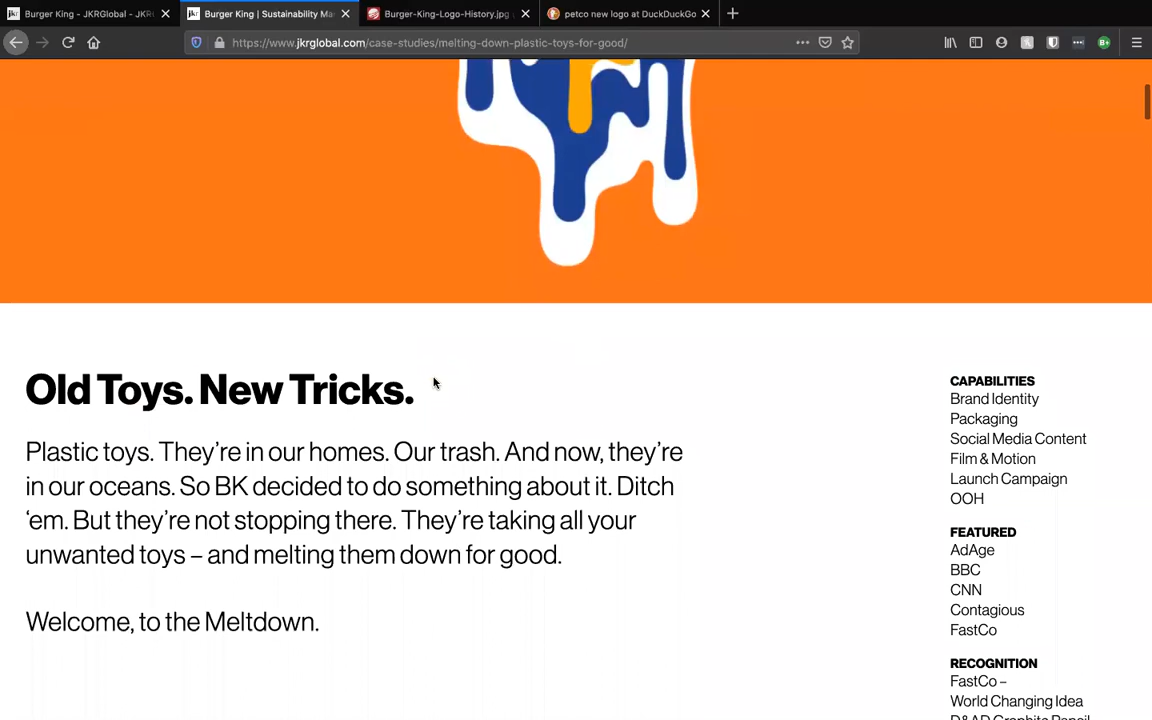 Burger King - JKRGlobal - JKR
Burger King | Sustainability Ma
Burger-King-Logo-History.jpg
petco new logo at DuckDuckGo
https://www.jkrglobal.com/case-studies/melting-down-plastic-toys-for-good/
Old Toys. New Tricks.
Plastic toys. They’re in our homes. Our trash. And now, they’re
in our oceans. So BK decided to do something about it. Ditch
‘em. But they’re not stopping there. They’re taking all your
unwanted toys – and melting them down for good.
Welcome, to the Meltdown.
CAPABILITIES
Brand Identity
Packaging
Social Media Content
Film & Motion
Launch Campaign
OOH
FEATURED
AdAge
BBC
CNN
Contagious
FastCo
RECOGNITION
FastCo –
World Changing Idea
D&AD Graphite Pencil